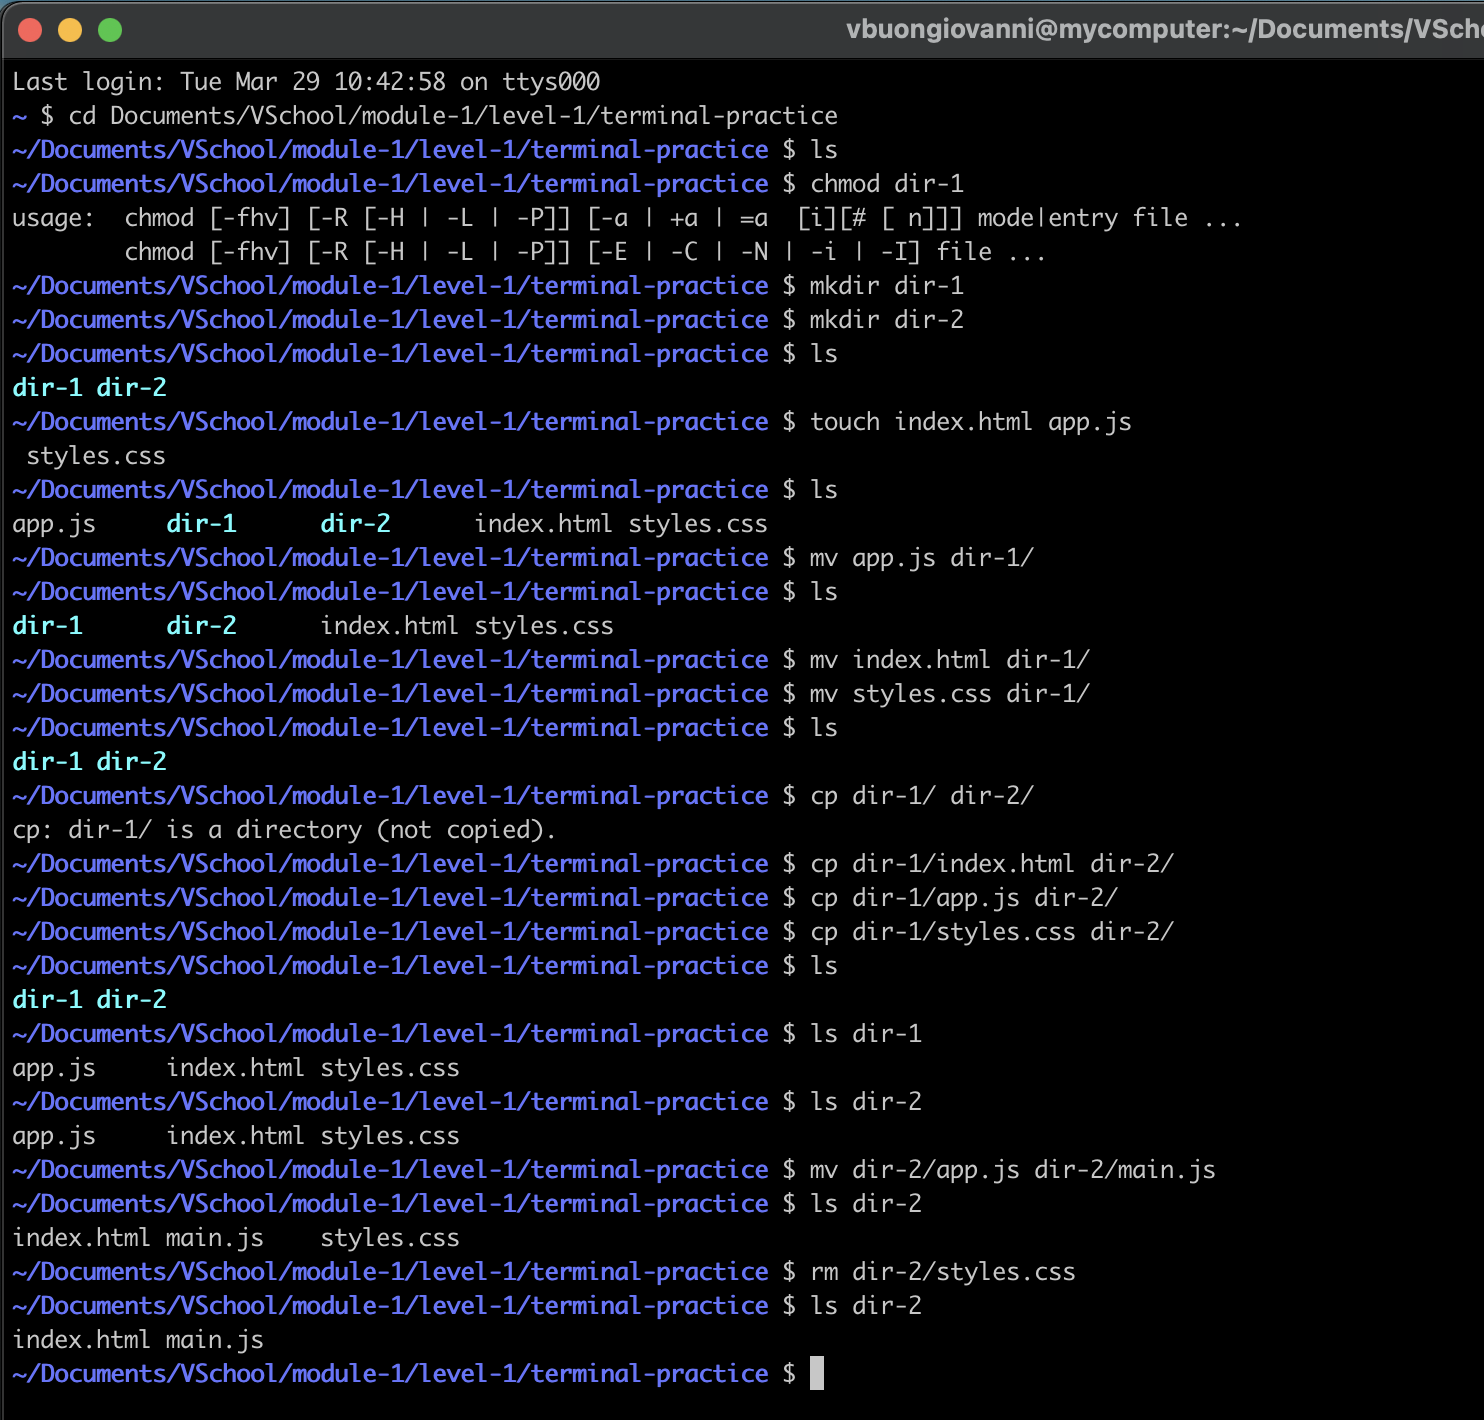 vbuongiovanni@mycomputer:~/Documents/VSch
Last login: Tue Mar 29 10:42:58 on ttys000
~ $ cd Documents/VSchool/module-1/level-1/terminal-practice
~/Documents/VSchool/module-1/level-1/terminal-practice $ ls
~/Documents/VSchool/module-1/level-1/terminal-practice $ chmod dir-1
usage:  chmod [-fhv] [-R [-H | -L | -P]] [-a | +a | =a  [i][# [ n]]] mode|entry file ...
        chmod [-fhv] [-R [-H | -L | -P]] [-E | -C | -N | -i | -I] file ...
~/Documents/VSchool/module-1/level-1/terminal-practice $ mkdir dir-1
~/Documents/VSchool/module-1/level-1/terminal-practice $ mkdir dir-2
~/Documents/VSchool/module-1/level-1/terminal-practice $ ls
dir-1 dir-2
~/Documents/VSchool/module-1/level-1/terminal-practice $ touch index.html app.js
 styles.css
~/Documents/VSchool/module-1/level-1/terminal-practice $ ls
app.js     dir-1      dir-2      index.html styles.css
~/Documents/VSchool/module-1/level-1/terminal-practice $ mv app.js dir-1/
~/Documents/VSchool/module-1/level-1/terminal-practice $ ls
dir-1      dir-2      index.html styles.css
~/Documents/VSchool/module-1/level-1/terminal-practice $ mv index.html dir-1/
~/Documents/VSchool/module-1/level-1/terminal-practice $ mv styles.css dir-1/
~/Documents/VSchool/module-1/level-1/terminal-practice $ ls
dir-1 dir-2
~/Documents/VSchool/module-1/level-1/terminal-practice $ cp dir-1/ dir-2/
cp: dir-1/ is a directory (not copied).
~/Documents/VSchool/module-1/level-1/terminal-practice $ cp dir-1/index.html dir-2/
~/Documents/VSchool/module-1/level-1/terminal-practice $ cp dir-1/app.js dir-2/
~/Documents/VSchool/module-1/level-1/terminal-practice $ cp dir-1/styles.css dir-2/
~/Documents/VSchool/module-1/level-1/terminal-practice $ ls
dir-1 dir-2
~/Documents/VSchool/module-1/level-1/terminal-practice $ ls dir-1
app.js     index.html styles.css
~/Documents/VSchool/module-1/level-1/terminal-practice $ ls dir-2
app.js     index.html styles.css
~/Documents/VSchool/module-1/level-1/terminal-practice $ mv dir-2/app.js dir-2/main.js
~/Documents/VSchool/module-1/level-1/terminal-practice $ ls dir-2
index.html main.js    styles.css
~/Documents/VSchool/module-1/level-1/terminal-practice $ rm dir-2/styles.css
~/Documents/VSchool/module-1/level-1/terminal-practice $ ls dir-2
index.html main.js
~/Documents/VSchool/module-1/level-1/terminal-practice $